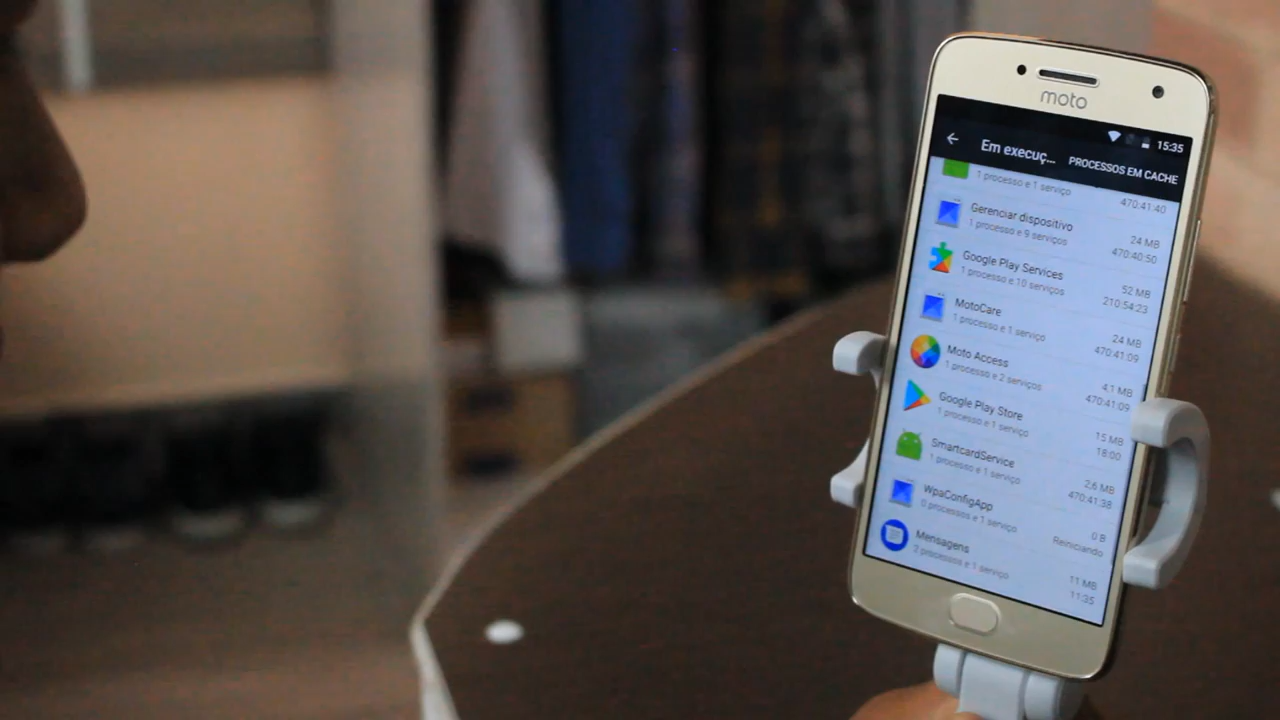 moto
15:35
Em execuç... PROCESSOS EM CACHE
1 processo e 1 serviço 470:41:40
Gerenciar dispositivo 24 MB
1 processo e 9 serviços 470:40:50
Google Play Services 52 MB
1 processo e 10 serviços 210:54:23
MotoCare 24 MB
1 processo e 1 serviço 470:41:09
Moto Access 4,1 MB
1 processo e 2 serviços 470:41:09
Google Play Store 15 MB
1 processo e 1 serviço 18:00
SmartcardService 2,6 MB
1 processo e 1 serviço 470:41:38
WpaConfigApp 0 B
0 processos e 1 serviço Reiniciando
Mensagens 11 MB
processos e 1 serviço 11:35